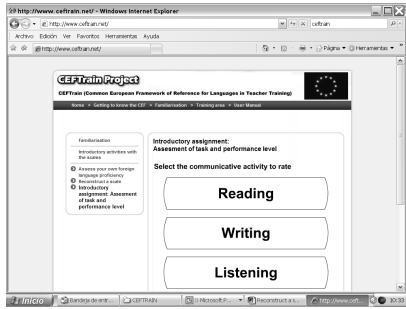 http://www.ceftrain.net/ - Windows Internet Explorer
http://www.ceftrain.net/
ceftrain
Archivo Edición Ver Favoritos Herramientas Ayuda
http://www.ceftrain.net/
Página Herramientas
CEFTrain Project
CEFTrain (Common European Framework of Reference for Languages in Teacher Training)
Home > Getting to know the CEF > Familiarisation > Training area > User Manual
Familiarisation
Introductory activities with
the scales
Assess your own foreign
language proficiency
Reconstruct a scale
Introductory
assignment: Assesment
of task and
performance level
Introductory assignment:
Assesment of task and performance level
Select the communicative activity to rate
Reading
Writing
Listening
Inicio
Bandeja de entr...
CEFTRAIN
Microsoft P...
Reconstruct a s...
http://www.ceft...
10:33